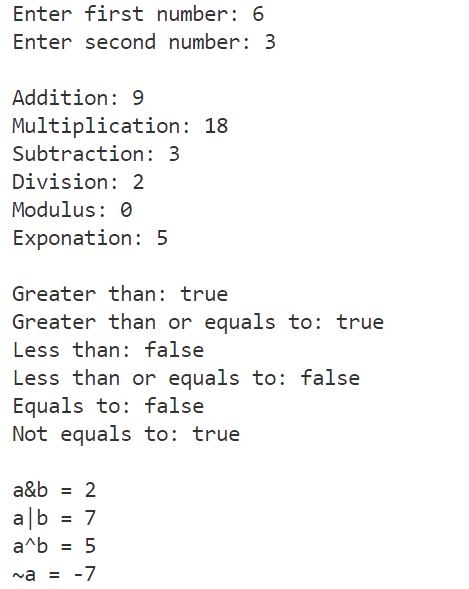 Enter first number: 6
Enter second number: 3
Addition: 9
Multiplication: 18
Subtraction: 3
Division: 2
Modulus: 0
Exponation: 5
Greater than: true
Greater than or equals to: true
Less than: false
Less than or equals to: false
Equals to: false
Not equals to: true
a&b = 2
a|b = 7
a^b = 5
~a = -7